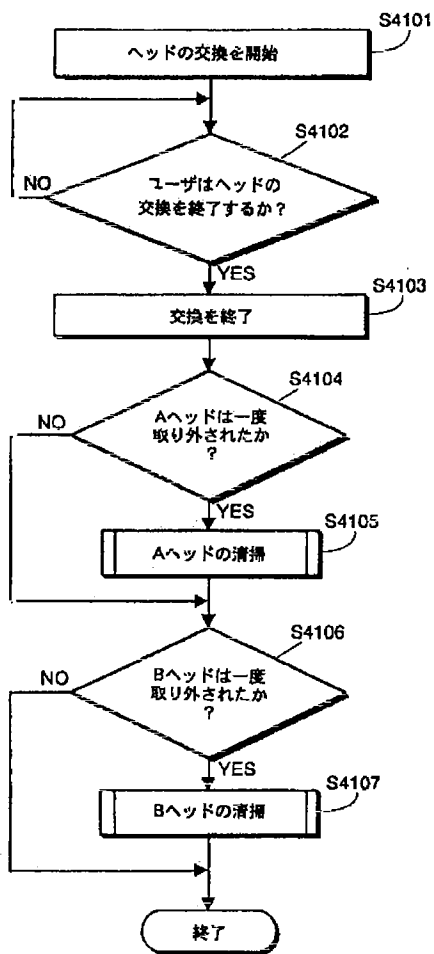 S4101
ヘッドの交換を開始
S4102
NO
ユーザはヘッドの
交換を終了するか?
YES
S4103
交換を終了
S4104
NO
Aヘッドは一度
取り外されたか
?
YES
S4105
Aヘッドの清掃
S4106
NO
Bヘッドは一度
取り外されたか
?
YES
S4107
Bヘッドの清掃
終了